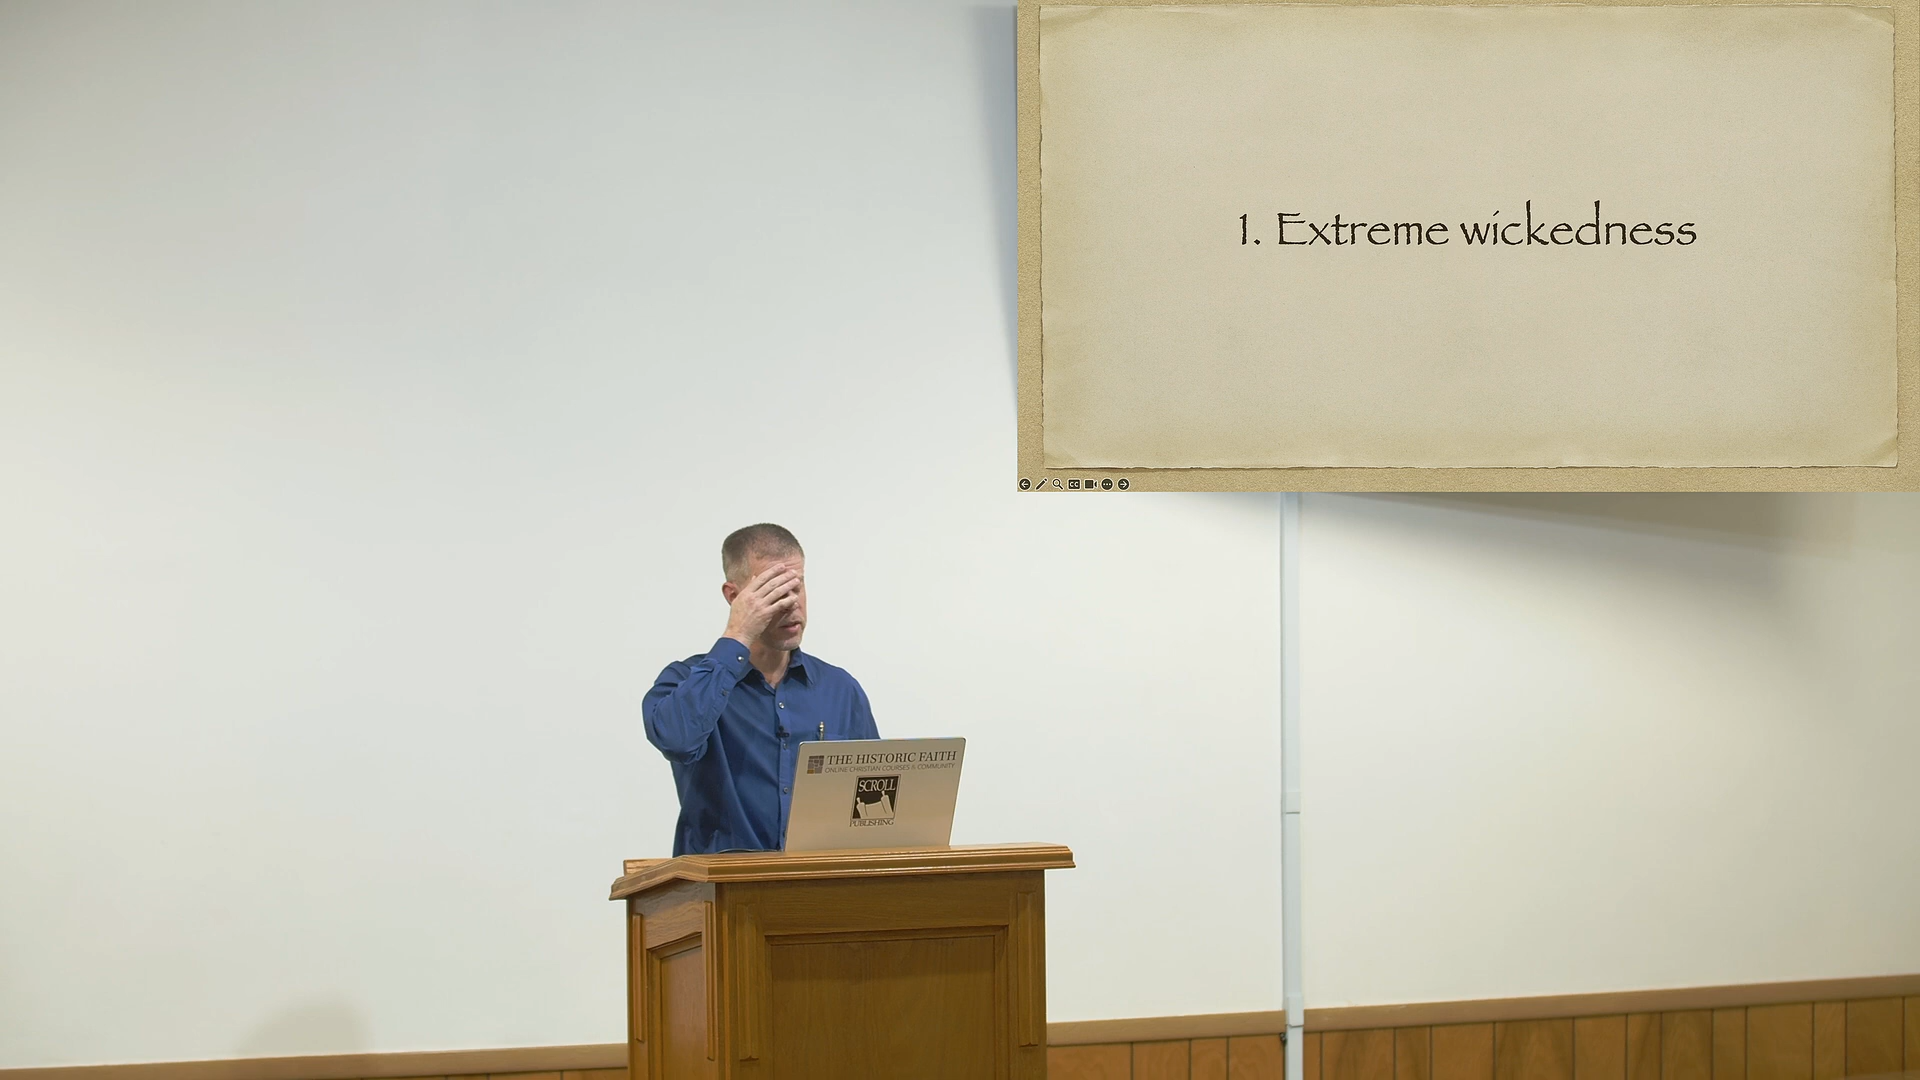 1. Extreme wickedness
THE HISTORIC FAITH
ONLINE CHRISTIAN COURSES & COMMUNITY
SCROLL
PUBLISHING